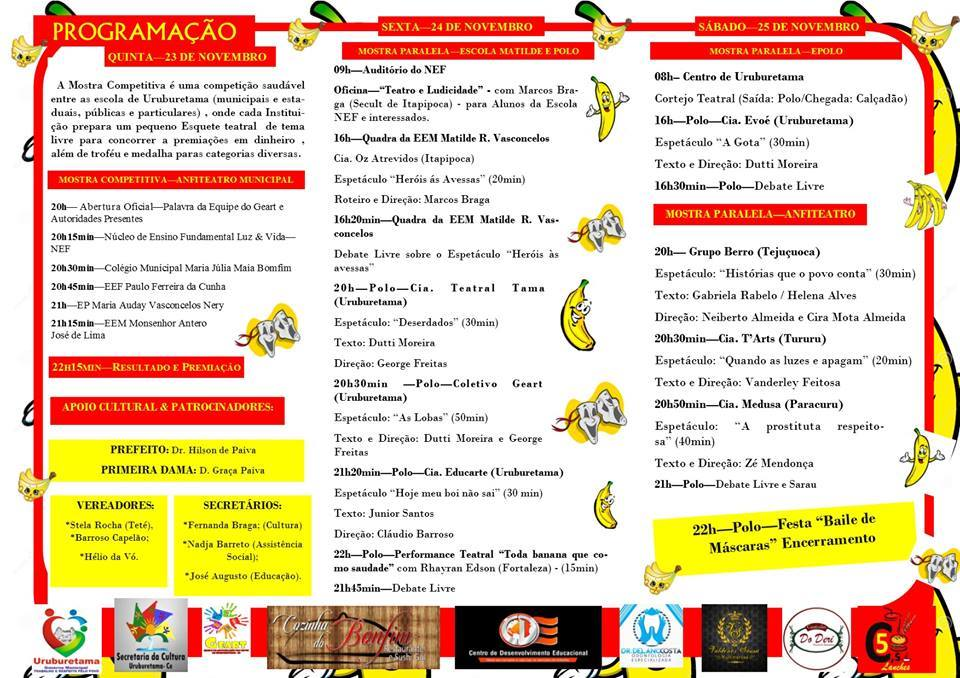 PROGRAMAÇÃO
QUINTA—23 DE NOVEMBRO
A Mostra Competitiva é uma competição saudável
entre as escola de Uruburetama (municipais e esta-
duais, públicas e particulares) , onde cada Institui-
ção prepara um pequeno Esquete teatral de tema
livre para concorrer a premiações em dinheiro ,
além de troféu e medalha paras categorias diversas.
MOSTRA COMPETITIVA—ANFITEATRO MUNICIPAL
20h— Abertura Oficial—Palavra da Equipe do Geart e
Autoridades Presentes
20h15min—Núcleo de Ensino Fundamental Luz & Vida—
NEF
20h30min—Colégio Municipal Maria Júlia Maia Bomfim
20h45min—EEF Paulo Ferreira da Cunha
21h—EP Maria Auday Vasconcelos Nery
21h15min—EEM Monsenhor Antero
José de Lima
22H15MIN—RESULTADO E PREMIAÇÃO
APOIO CULTURAL & PATROCINADORES:
PREFEITO: Dr. Hilson de Paiva
PRIMEIRA DAMA: D. Graça Paiva
VEREADORES:
*Stela Rocha (Teté),
*Barroso Capelão;
*Hélio da Vó.
SECRETÁRIOS:
*Fernanda Braga; (Cultura)
*Nadja Barreto (Assistência
Social);
*José Augusto (Educação).
SEXTA—24 DE NOVEMBRO
MOSTRA PARALELA—ESCOLA MATILDE E POLO
09h—Auditório do NEF
Oficina—“Teatro e Ludicidade” - com Marcos Bra-
ga (Secult de Itapipoca) - para Alunos da Escola
NEF e interessados.
16h—Quadra da EEM Matilde R. Vasconcelos
Cia. Oz Atrevidos (Itapipoca)
Espetáculo “Heróis ás Avessas” (20min)
Roteiro e Direção: Marcos Braga
16h20min—Quadra da EEM Matilde R. Vas-
concelos
Debate Livre sobre o Espetáculo “Heróis às
avessas”
20h—Polo—Cia. Teatral Tama
(Uruburetama)
Espetáculo: “Deserdados” (30min)
Texto: Dutti Moreira
Direção: George Freitas
20h30min —Polo—Coletivo Geart
(Uruburetama)
Espetáculo: “As Lobas” (50min)
Texto e Direção: Dutti Moreira e George
Freitas
21h20min—Polo—Cia. Educarte (Uruburetama)
Espetáculo “Hoje meu boi não sai” (30 min)
Texto: Junior Santos
Direção: Cláudio Barroso
22h—Polo—Performance Teatral “Toda banana que co-
mo saudade” com Rhayran Edson (Fortaleza) - (15min)
21h45min—Debate Livre
SÁBADO—25 DE NOVEMBRO
MOSTRA PARALELA—EPOLO
08h– Centro de Uruburetama
Cortejo Teatral (Saída: Polo/Chegada: Calçadão)
16h—Polo—Cia. Evoé (Uruburetama)
Espetáculo “A Gota” (30min)
Texto e Direção: Dutti Moreira
16h30min—Polo—Debate Livre
MOSTRA PARALELA—ANFITEATRO
20h— Grupo Berro (Tejuçuoca)
Espetáculo: “Histórias que o povo conta” (30min)
Texto: Gabriela Rabelo / Helena Alves
Direção: Neiberto Almeida e Cira Mota Almeida
20h30min—Cia. T’Arts (Tururu)
Espetáculo: “Quando as luzes e apagam” (20min)
Texto e Direção: Vanderley Feitosa
20h50min—Cia. Medusa (Paracuru)
Espetáculo: “A prostituta respeito-
sa” (40min)
Texto e Direção: Zé Mendonça
21h—Polo—Debate Livre e Sarau
22h—Polo—Festa “Baile de
Máscaras” Encerramento
Uruburetama
Secretaria da Cultura
Uruburetama- Ce
GEART
Cozinha do Bonfim
Restaurante
e Sushi Bar
Centro de Desenvolvimento Educacional
DR DELANO COSTA
ODONTOLOGIA
ESPECIALIZADA
Do Deri
Lanches